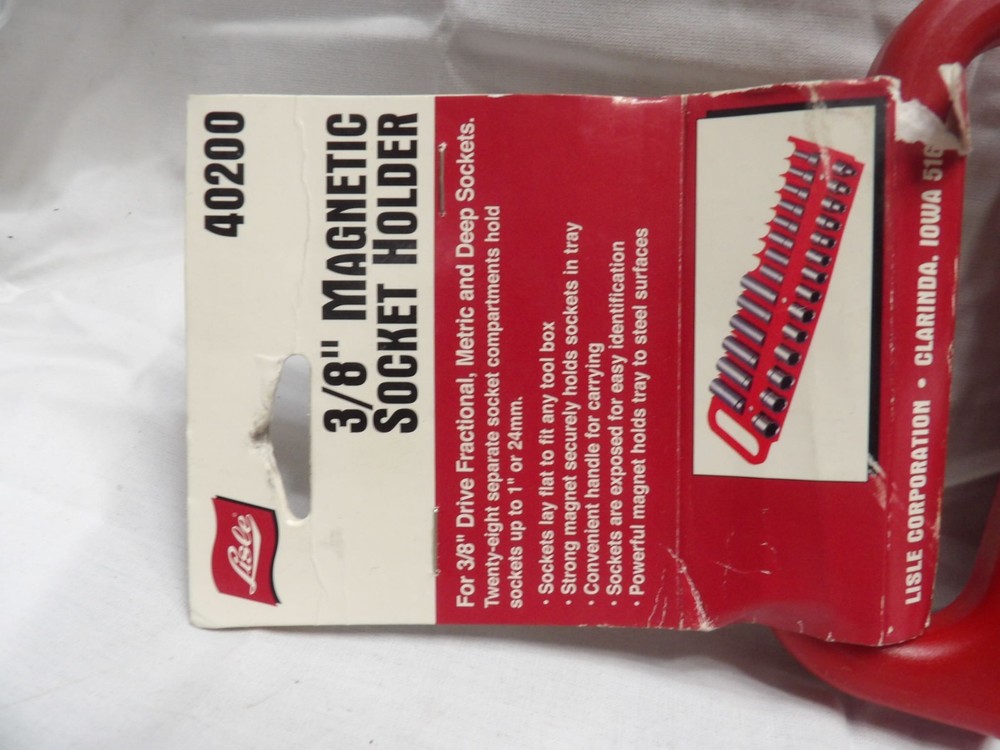 Lisle
40200
3/8" MAGNETIC
SOCKET HOLDER
For 3/8" Drive Fractional, Metric and Deep Sockets.
Twenty-eight separate socket compartments hold
sockets up to 1" or 24mm.
• Sockets lay flat to fit any tool box
• Strong magnet securely holds sockets in tray
• Convenient handle for carrying
• Sockets are exposed for easy identification
• Powerful magnet holds tray to steel surfaces
LISLE CORPORATION • CLARINDA. IOWA 516